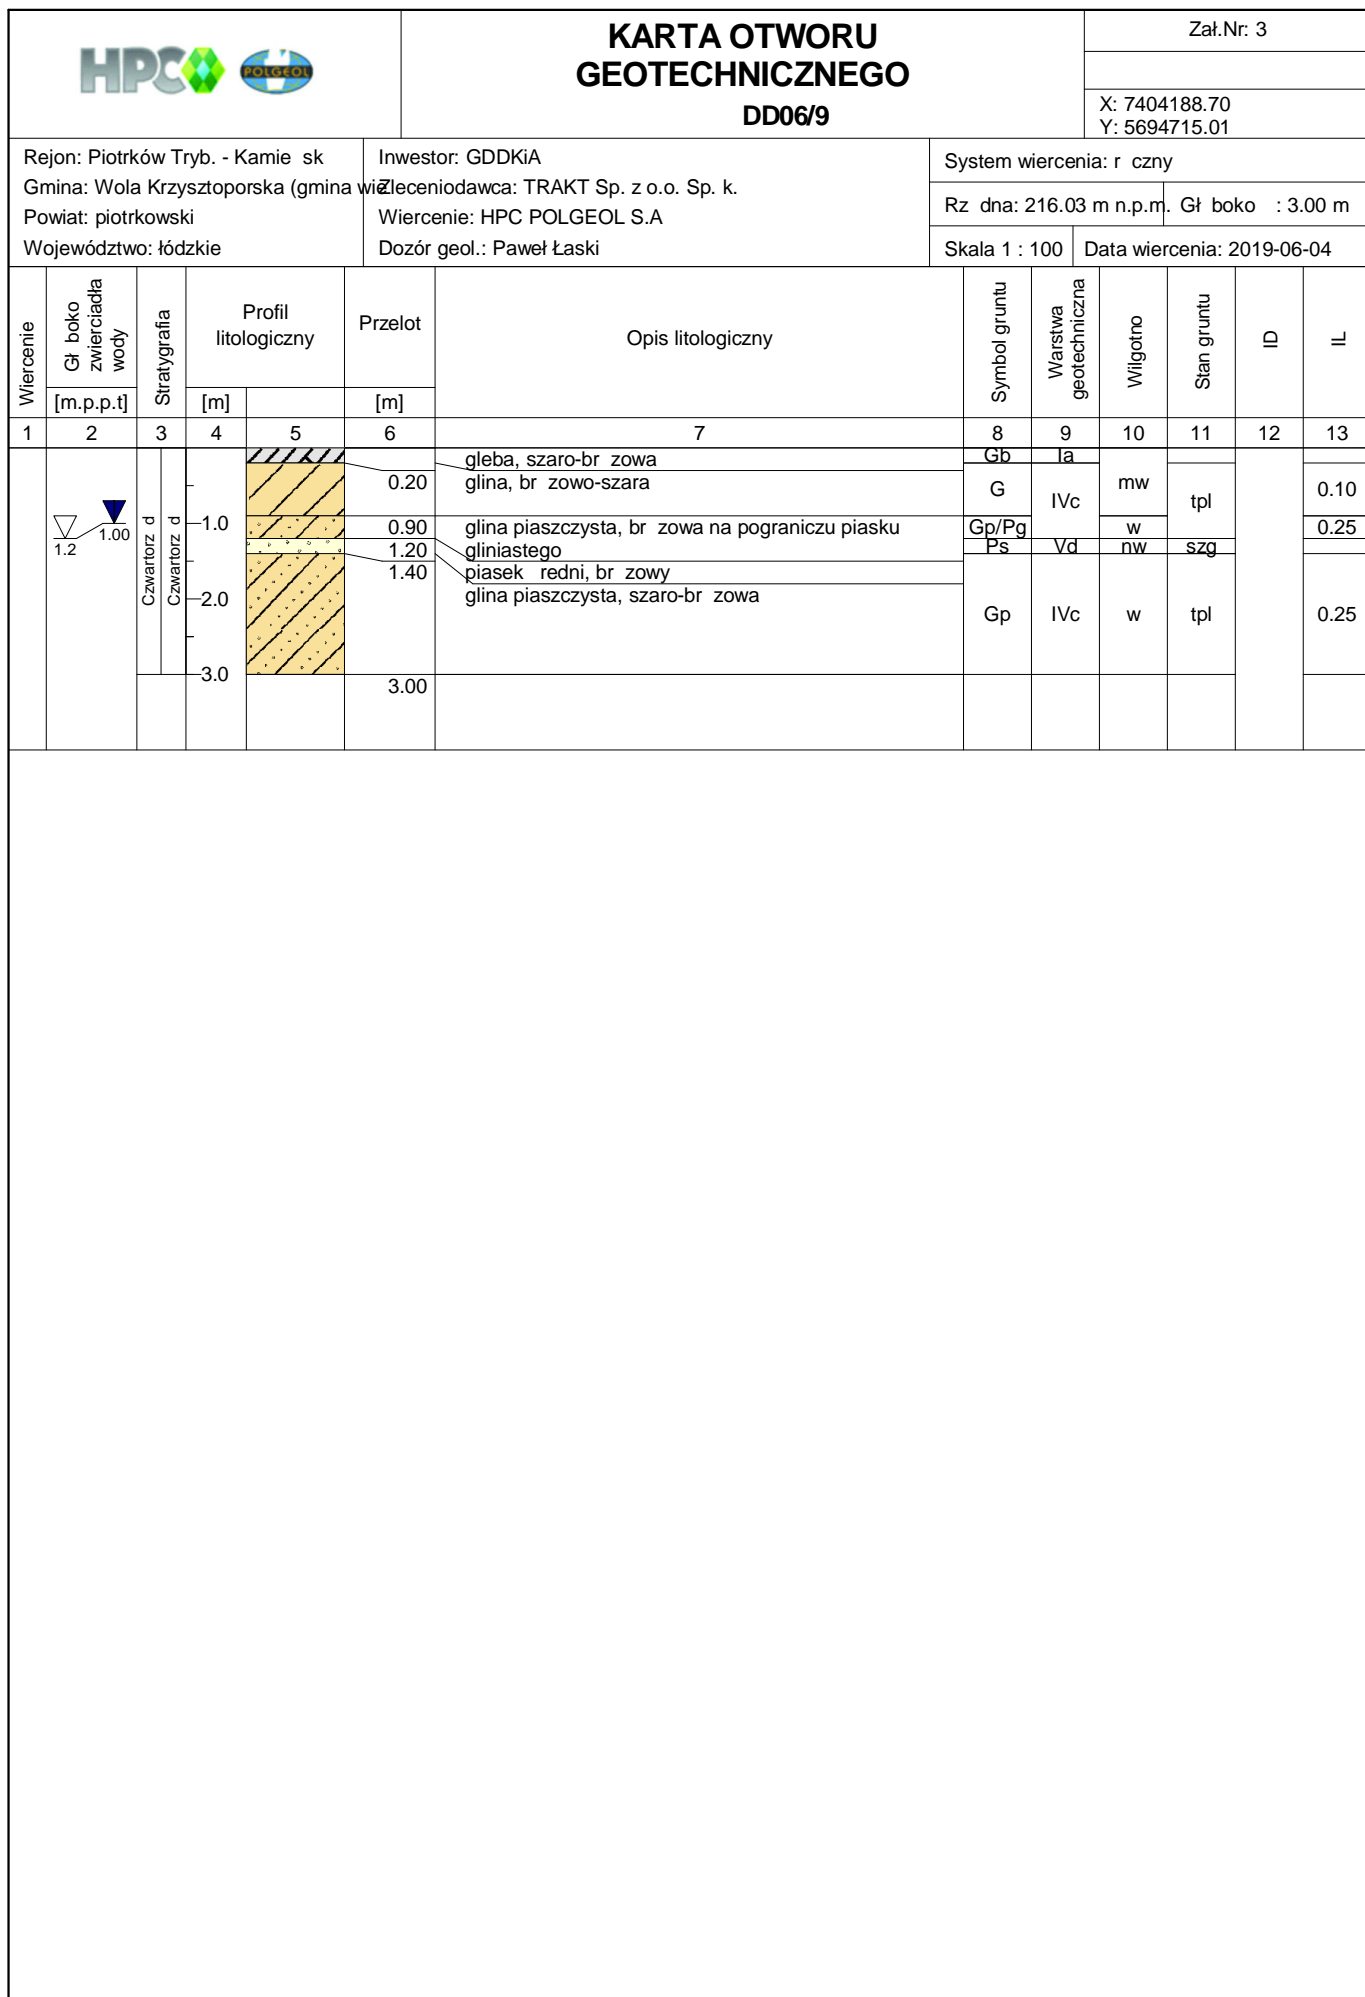 HPC POLGEOL
KARTA OTWORU
GEOTECHNICZNEGO
DD06/9
Zał.Nr: 3
X: 7404188.70
Y: 5694715.01
Rejon: Piotrków Tryb. - Kamie sk
Gmina: Wola Krzysztoporska (gmina wie
Powiat: piotrkowski
Województwo: łódzkie
Inwestor: GDDKiA
Zleceniodawca: TRAKT Sp. z o.o. Sp. k.
Wiercenie: HPC POLGEOL S.A
Dozór geol.: Paweł Łaski
System wiercenia: r czny
Rz dna: 216.03 m n.p.m. Gł boko : 3.00 m
Skala 1 : 100 Data wiercenia: 2019-06-04
Wiercenie
Gł boko
zwierciadła
wody
[m.p.p.t]
Stratygrafia
Profil
litologiczny
[m]
Przelot
[m]
Opis litologiczny
Symbol gruntu
Warstwa
geotechniczna
Wilgotno
Stan gruntu
ID
IL
1 2 3 4 5 6 7 8 9 10 11 12 13
1.2
1.00
Czwartorz d
Czwartorz d
1.0
2.0
3.0
0.20
0.90
1.20
1.40
3.00
gleba, szaro-br zowa
glina, br zowo-szara
glina piaszczysta, br zowa na pograniczu piasku
gliniastego
piasek redni, br zowy
glina piaszczysta, szaro-br zowa
Gb
G
Gp/Pg
Ps
Gp
Ia
IVc
Vd
IVc
mw
w
nw
w
tpl
szg
tpl
0.10
0.25
0.25